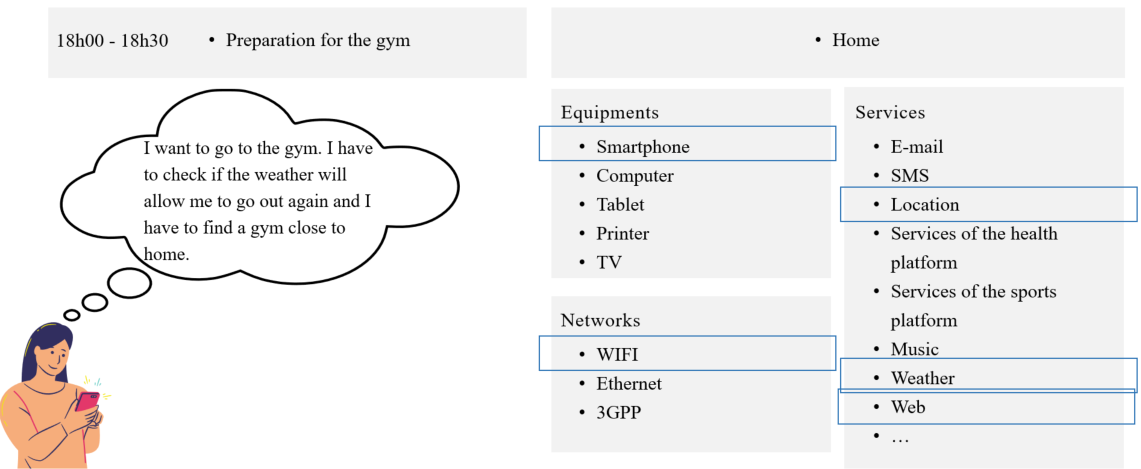 18h00 - 18h30 • Preparation for the gym
• Home
I want to go to the gym. I have
to check if the weather will
allow me to go out again and I
have to find a gym close to
home.
Equipments
• Smartphone
• Computer
• Tablet
• Printer
• TV
Networks
• WIFI
• Ethernet
• 3GPP
Services
• E-mail
• SMS
• Location
• Services of the health
platform
• Services of the sports
platform
• Music
• Weather
• Web
• …